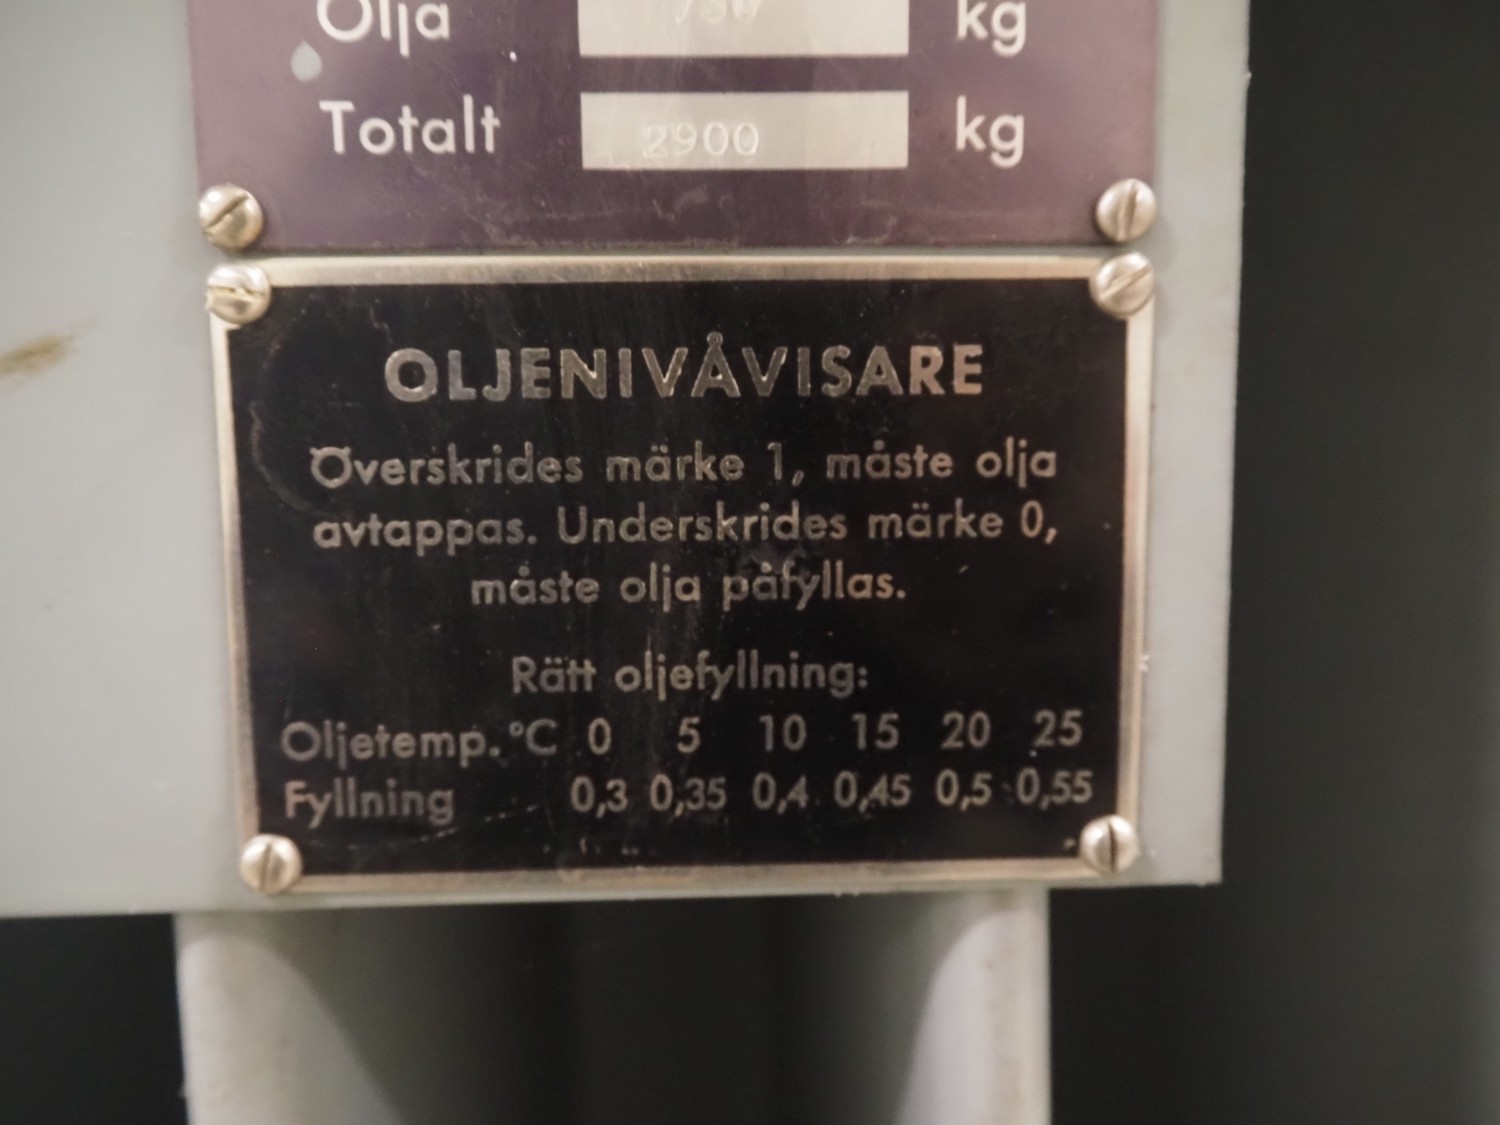 Olja 750 kg
Totalt 2900 kg
OLJENIVÅVISARE
Överskrides märke 1, måste olja
avtappas. Underskrides märke 0,
måste olja påfyllas.
Rätt oljefyllning:
Oljetemp. °C 0 5 10 15 20 25
Fyllning 0,3 0,35 0,4 0,45 0,5 0,55